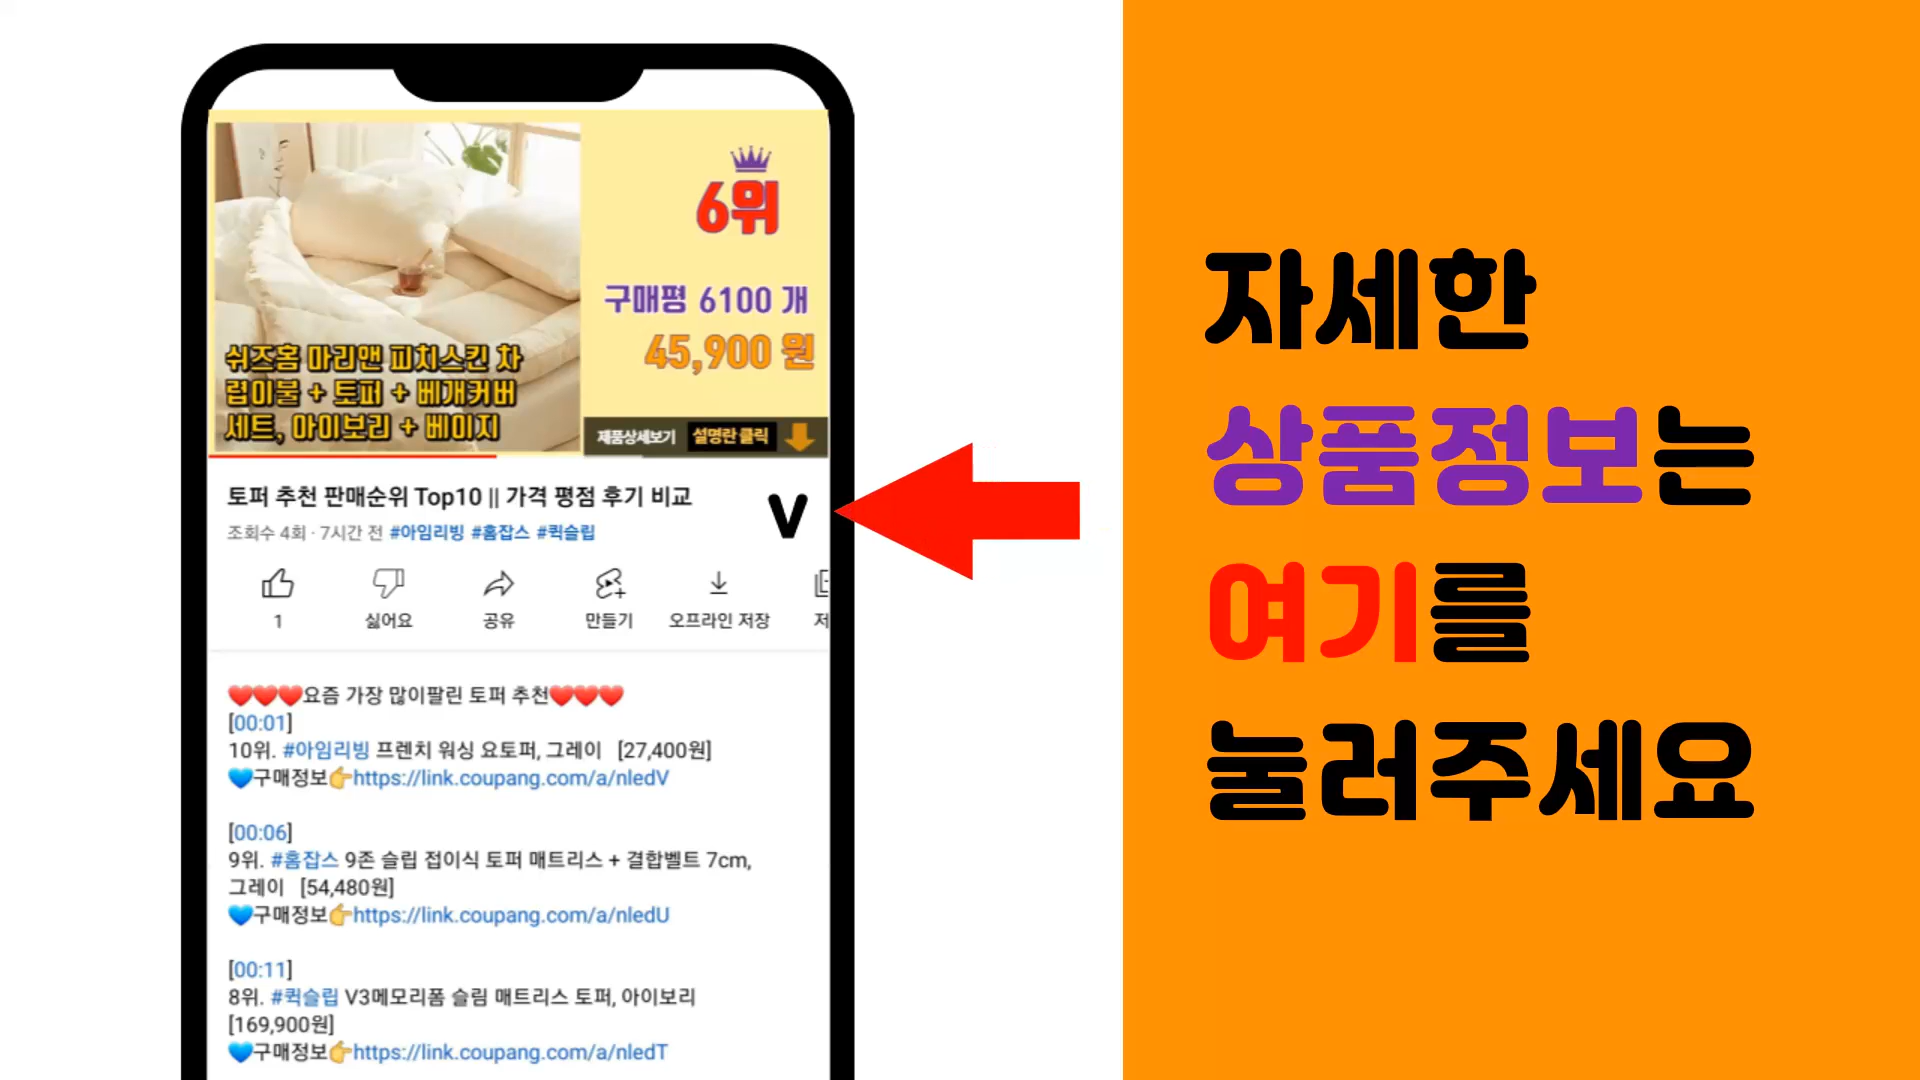 6위
구매평 6100 개
45,900 원
쉬즈홈 마리앤 피치스킨 차
렵이불 + 토퍼 + 베개커버
세트, 아이보리 + 베이지
제품상세보기 설명란 클릭
토퍼 추천 판매순위 Top10 || 가격 평점 후기 비교
V
조회수 4회 · 7시간 전 #아임리빙 #홈잡스 #퀵슬립
1 싫어요 공유 만들기 오프라인 저장 저
❤️❤️❤️요즘 가장 많이팔린 토퍼 추천❤️❤️❤️
[00:01]
10위. #아임리빙 프렌치 워싱 요토퍼, 그레이 [27,400원]
💙구매정보👉https://link.coupang.com/a/nledV
[00:06]
9위. #홈잡스 9존 슬립 접이식 토퍼 매트리스 + 결합벨트 7cm,
그레이 [54,480원]
💙구매정보👉https://link.coupang.com/a/nledU
[00:11]
8위. #퀵슬립 V3메모리폼 슬림 매트리스 토퍼, 아이보리
[169,900원]
💙구매정보👉https://link.coupang.com/a/nledT
자세한
상품정보는
여기를
눌러주세요